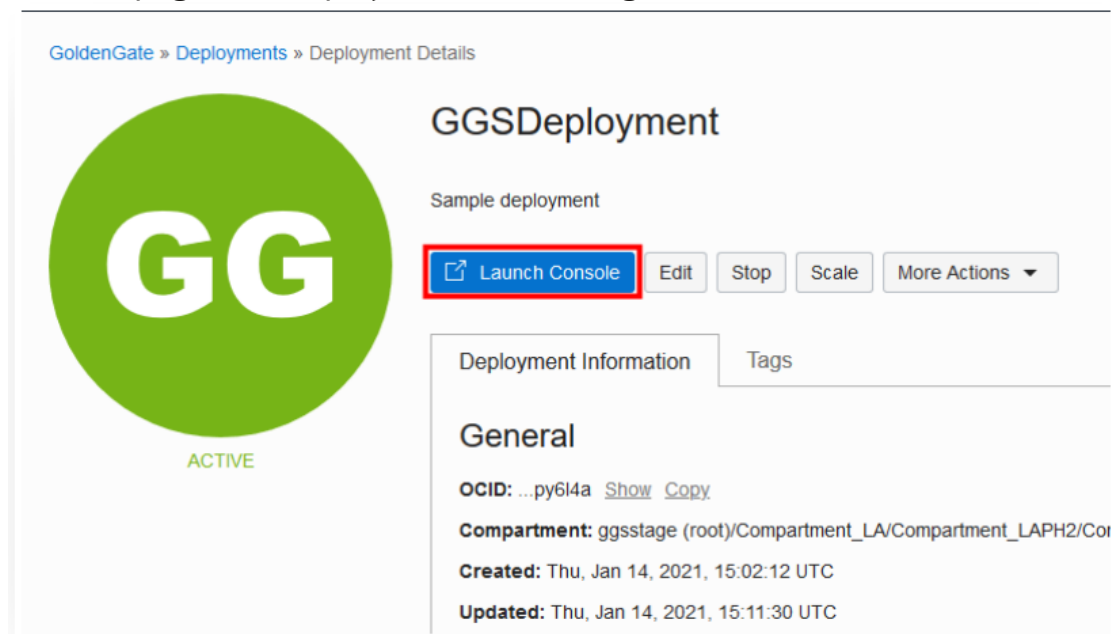 GoldenGate » Deployments » Deployment Details
GG
ACTIVE
GGSDeployment
Sample deployment
Launch Console Edit Stop Scale More Actions
Deployment Information Tags
General
OCID: ...py6l4a Show Copy
Compartment: ggsstage (root)/Compartment_LA/Compartment_LAPH2/Cor
Created: Thu, Jan 14, 2021, 15:02:12 UTC
Updated: Thu, Jan 14, 2021, 15:11:30 UTC